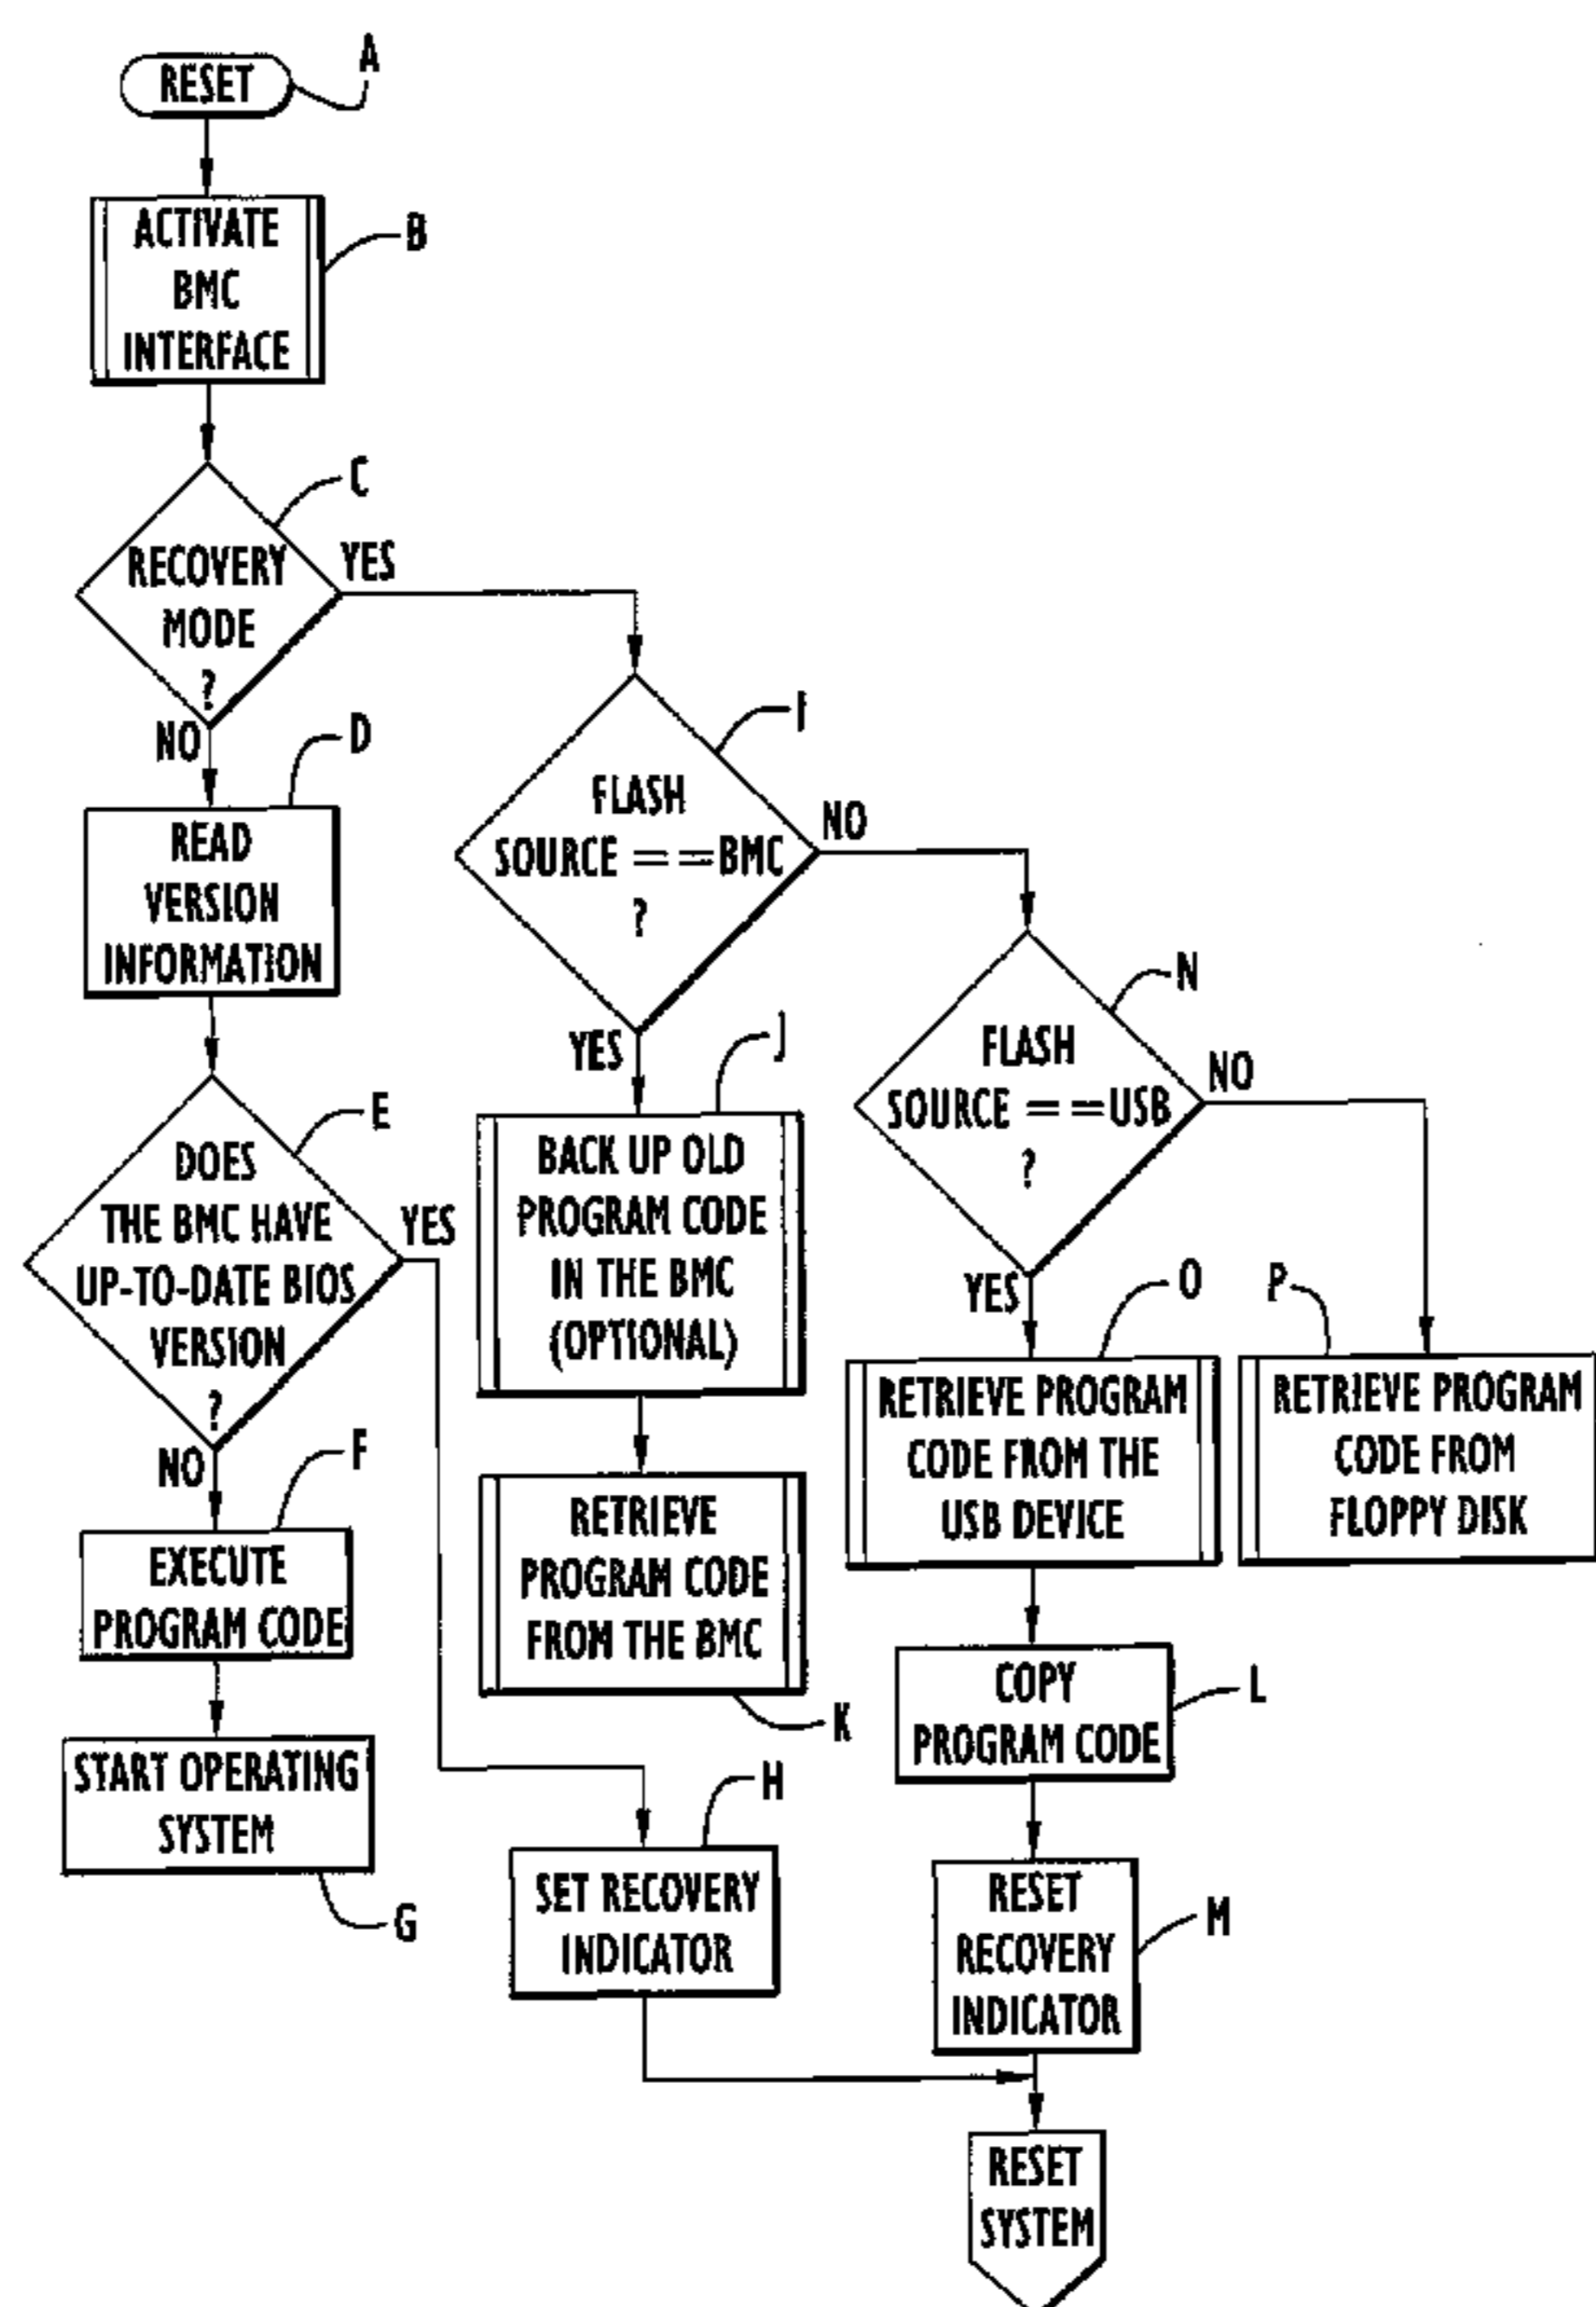 RESET
A
ACTIVATE
BMC
INTERFACE
B
C
RECOVERY
MODE
?
YES
NO
D
READ
VERSION
INFORMATION
E
DOES
THE BMC HAVE
UP-TO-DATE BIOS
VERSION
?
YES
NO
F
EXECUTE
PROGRAM CODE
START OPERATING
SYSTEM
G
I
FLASH
SOURCE ==BMC
?
NO
YES
J
BACK UP OLD
PROGRAM CODE
IN THE BMC
(OPTIONAL)
RETRIEVE
PROGRAM CODE
FROM THE BMC
K
H
SET RECOVERY
INDICATOR
N
FLASH
SOURCE ==USB
?
NO
YES
O
RETRIEVE PROGRAM
CODE FROM THE
USB DEVICE
P
RETRIEVE PROGRAM
CODE FROM
FLOPPY DISK
COPY
PROGRAM CODE
L
RESET
RECOVERY
INDICATOR
M
RESET
SYSTEM